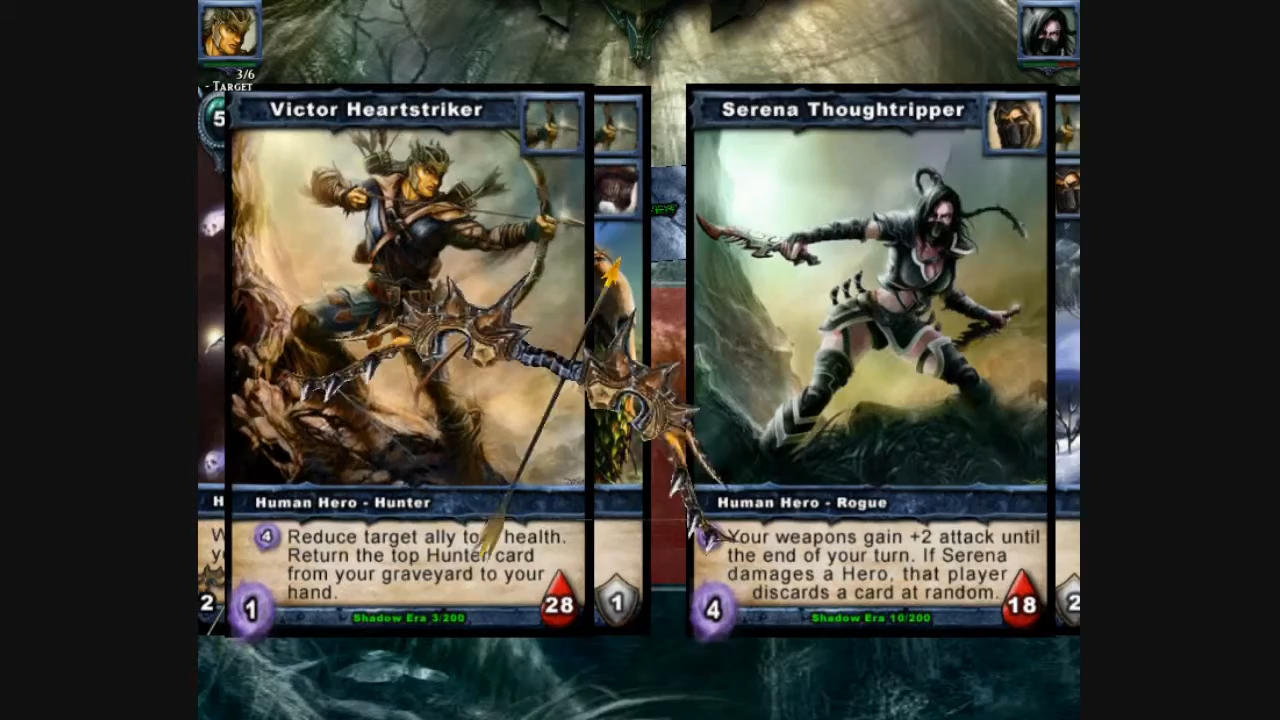 3/6
- TARGET
5
Victor Heartstriker
Human Hero - Hunter
4 Reduce target ally to health.
Return the top Hunter card
from your graveyard to your
hand.
1
28
Shadow Era 3/200
2
1
Serena Thoughtripper
Human Hero - Rogue
Your weapons gain +2 attack until
the end of your turn. If Serena
damages a Hero, that player
discards a card at random.
4
18
Shadow Era 10/200
2